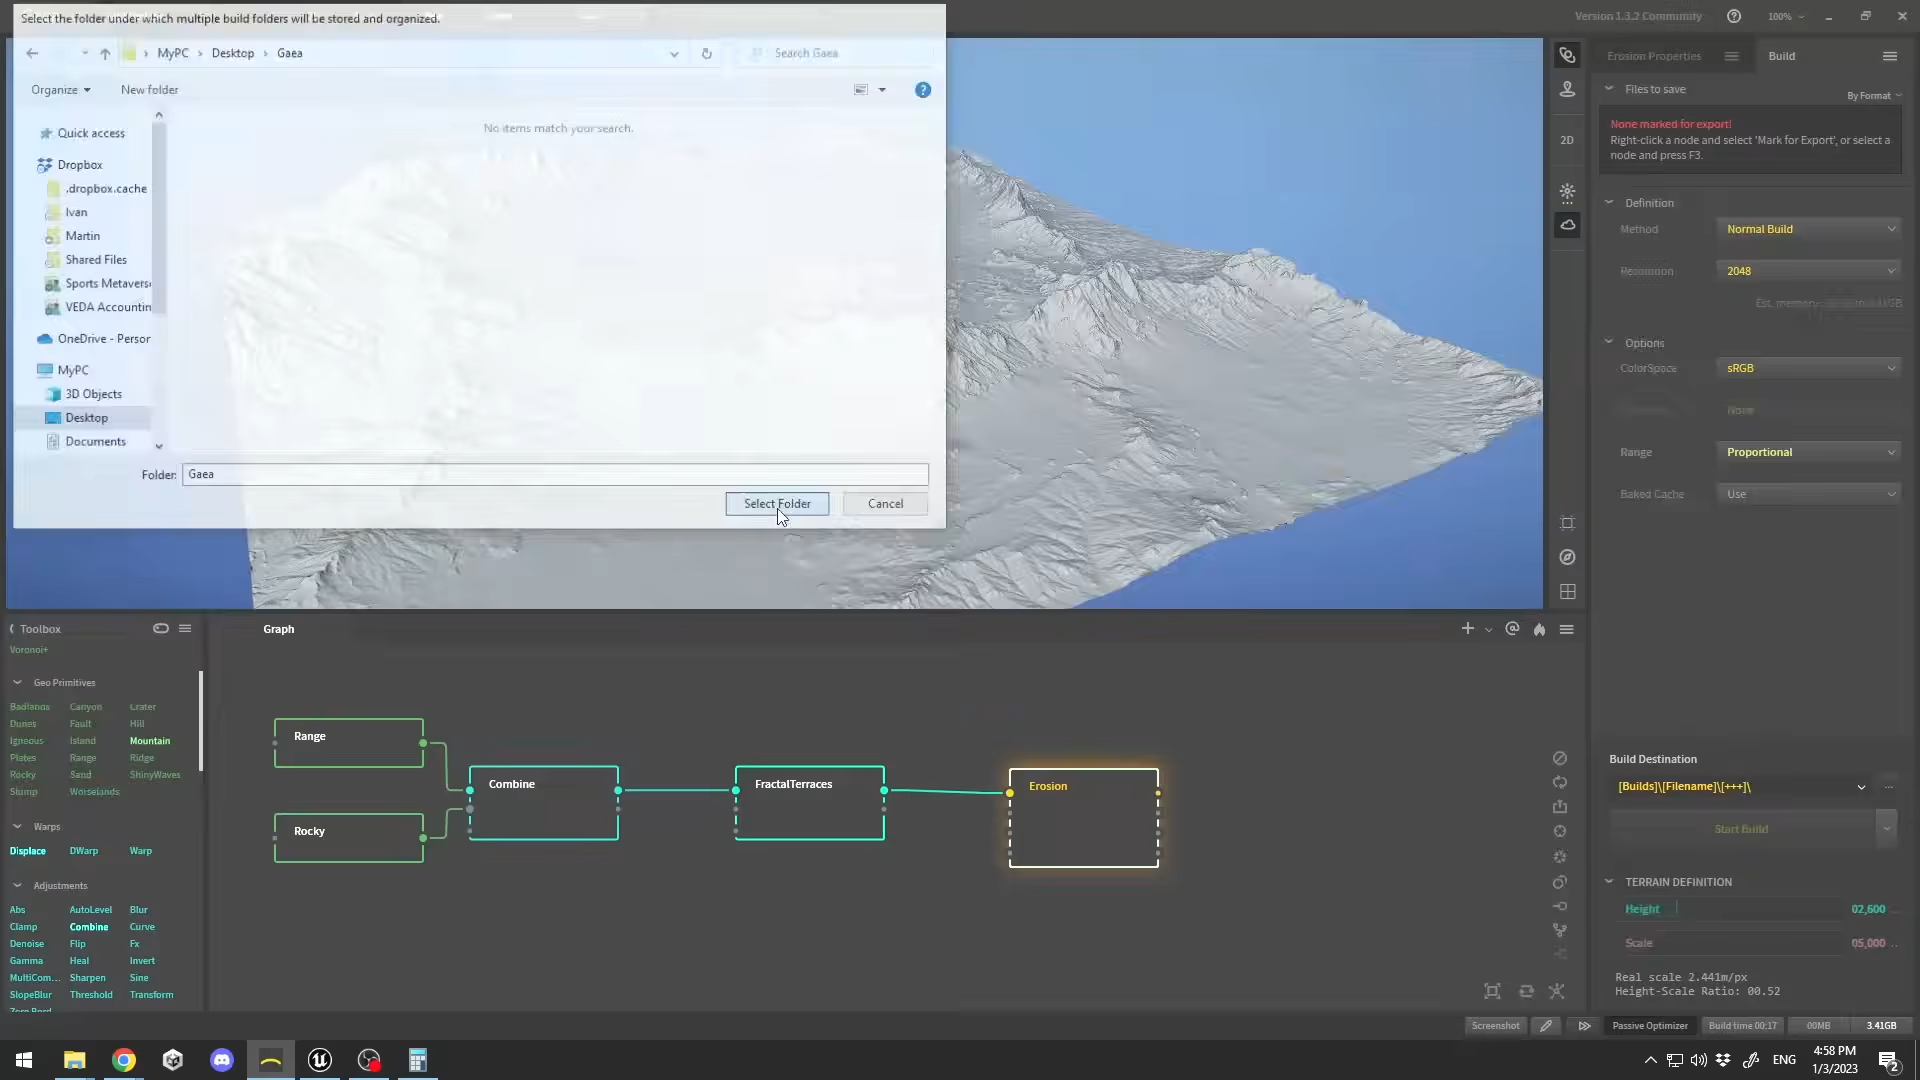 Select the folder under which multiple build folders will be stored and organized.
Version 1.3.2 Community
100%
MyPC › Desktop › Gaea
Search Gaea
Organize
New folder
No items match your search.
Quick access
Dropbox
.dropbox.cache
Ivan
Martin
Shared Files
Sports Metavers
VEDA Accountin
OneDrive - Persor
MyPC
3D Objects
Desktop
Documents
Folder: Gaea
Select Folder
Cancel
2D
Erosion Properties
Build
Files to save
By Format
None marked for export!
Right-click a node and select 'Mark for Export', or select a
node and press F3.
Definition
Method Normal Build
Resolution 2048
Est. memory
Options
ColorSpace sRGB
None
Range Proportional
Baked Cache Use
Build Destination
[Builds]\[Filename]\[+++]\
Start Build
TERRAIN DEFINITION
Height 02,600
Scale 05,000
Real scale 2.441m/px
Height-Scale Ratio: 00.52
Toolbox
Voronoi+
Geo Primitives
Badlands Canyon Crater
Dunes Fault Hill
Igneous Island Mountain
Plates Range Ridge
Rocky Sand ShinyWaves
Slump Worselands
Warps
Displace DWarp Warp
Adjustments
Abs AutoLevel Blur
Clamp Combine Curve
Denoise Flip Fx
Gamma Heal Invert
MultiCom... Sharpen Sine
SlopeBlur Threshold Transform
Graph
Range
Rocky
Combine
FractalTerraces
Erosion
Screenshot
Passive Optimizer
Build time 00:17
00MB
3.41GB
ENG
4:58 PM
1/3/2023
2